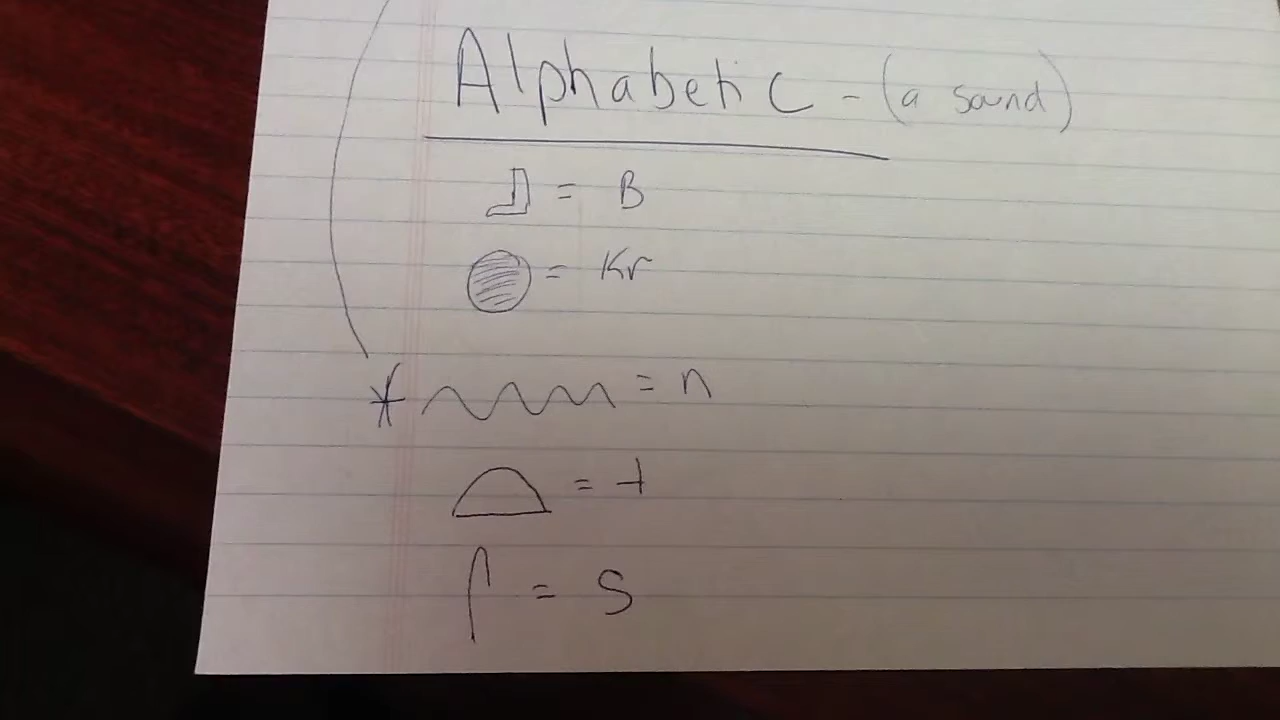 Alphabetic - (a sound)
= B
= Kr
* = n
= t
= S